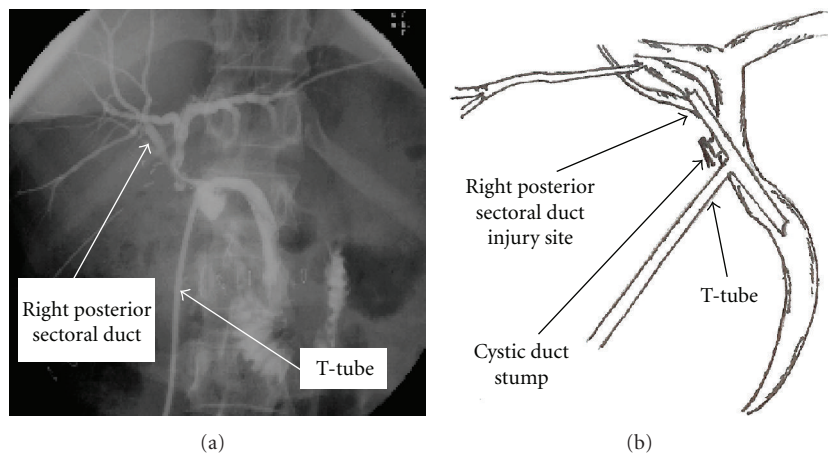 Right posterior
sectoral duct
T-tube
(a)
Right posterior
sectoral duct
injury site
T-tube
Cystic duct
stump
(b)